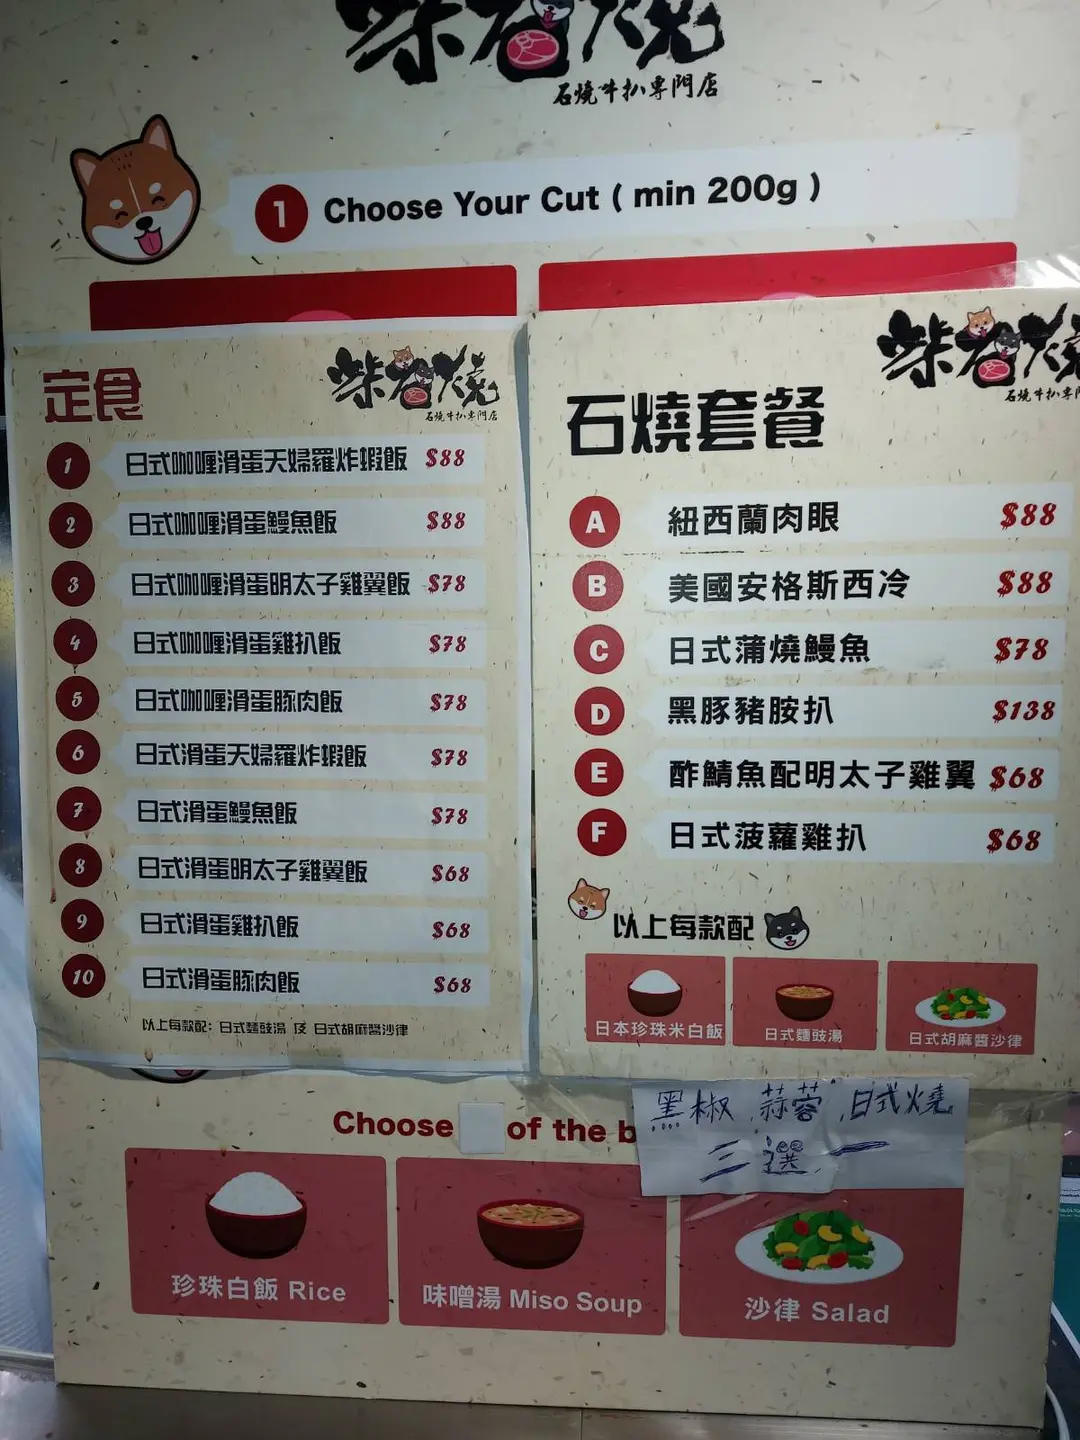 柴石燒
石燒牛扒專門店
1 Choose Your Cut ( min 200g )
定食
柴石燒
石燒牛扒專門店
1 日式咖喱滑蛋天婦羅炸蝦飯 $88
2 日式咖喱滑蛋鰻魚飯 $88
3 日式咖喱滑蛋明太子雞翼飯 $78
4 日式咖喱滑蛋雞扒飯 $78
5 日式咖喱滑蛋豚肉飯 $78
6 日式滑蛋天婦羅炸蝦飯 $78
7 日式滑蛋鰻魚飯 $78
8 日式滑蛋明太子雞翼飯 $68
9 日式滑蛋雞扒飯 $68
10 日式滑蛋豚肉飯 $68
以上每款配：日式麵豉湯 及 日式胡麻醬沙律
柴石燒
石燒牛扒專門
石燒套餐
A 紐西蘭肉眼 $88
B 美國安格斯西冷 $88
C 日式蒲燒鰻魚 $78
D 黑豚豬胺扒 $138
E 酢鯖魚配明太子雞翼 $68
F 日式菠蘿雞扒 $68
以上每款配
日本珍珠米白飯
日式麵豉湯
日式胡麻醬沙律
黑椒,蒜蓉,日式燒
三選一
Choose of the b
珍珠白飯 Rice
味噌湯 Miso Soup
沙律 Salad